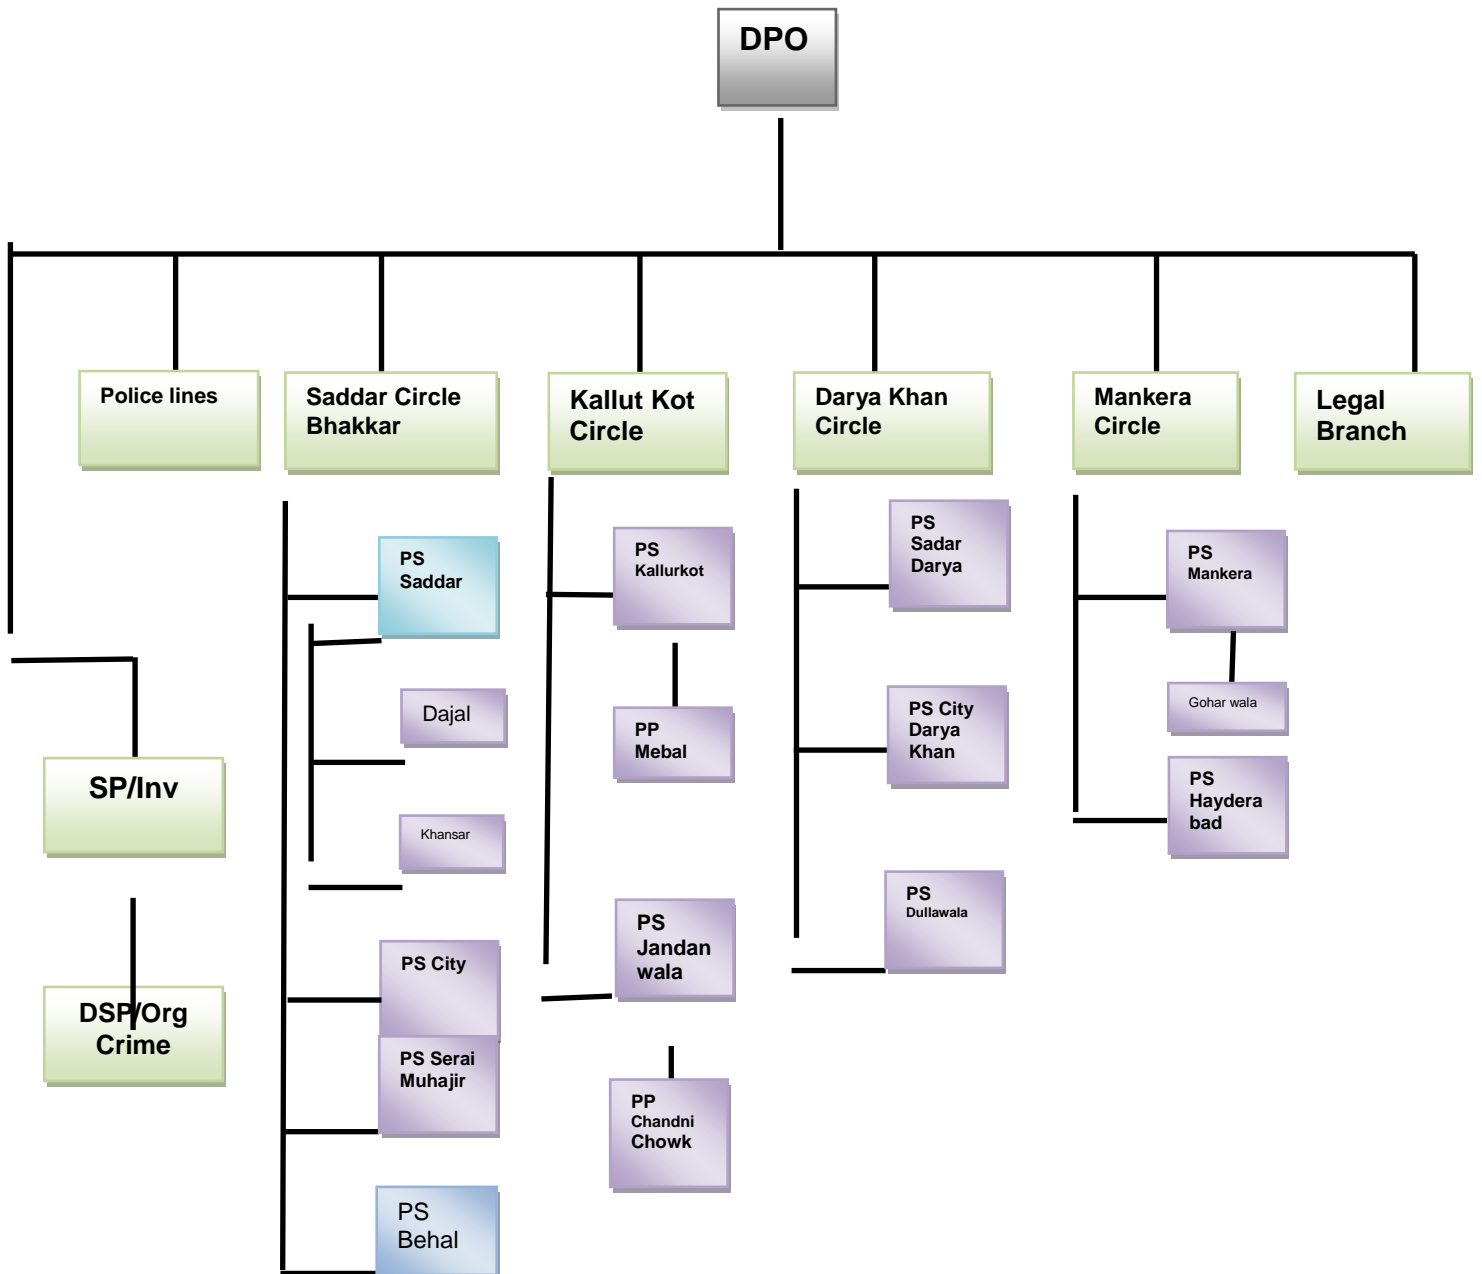 DPO
Police lines
Saddar Circle
Bhakkar
Kallut Kot
Circle
Darya Khan
Circle
Mankera
Circle
Legal
Branch
SP/Inv
DSP/Org
Crime
PS
Saddar
Dajal
Khansar
PS City
PS Serai
Muhajir
PS
Behal
PS
Kallurkot
PP
Mebal
PS
Jandan
wala
PP
Chandni
Chowk
PS
Sadar
Darya
PS City
Darya
Khan
PS
Dullawala
PS
Mankera
Gohar wala
PS
Haydera
bad